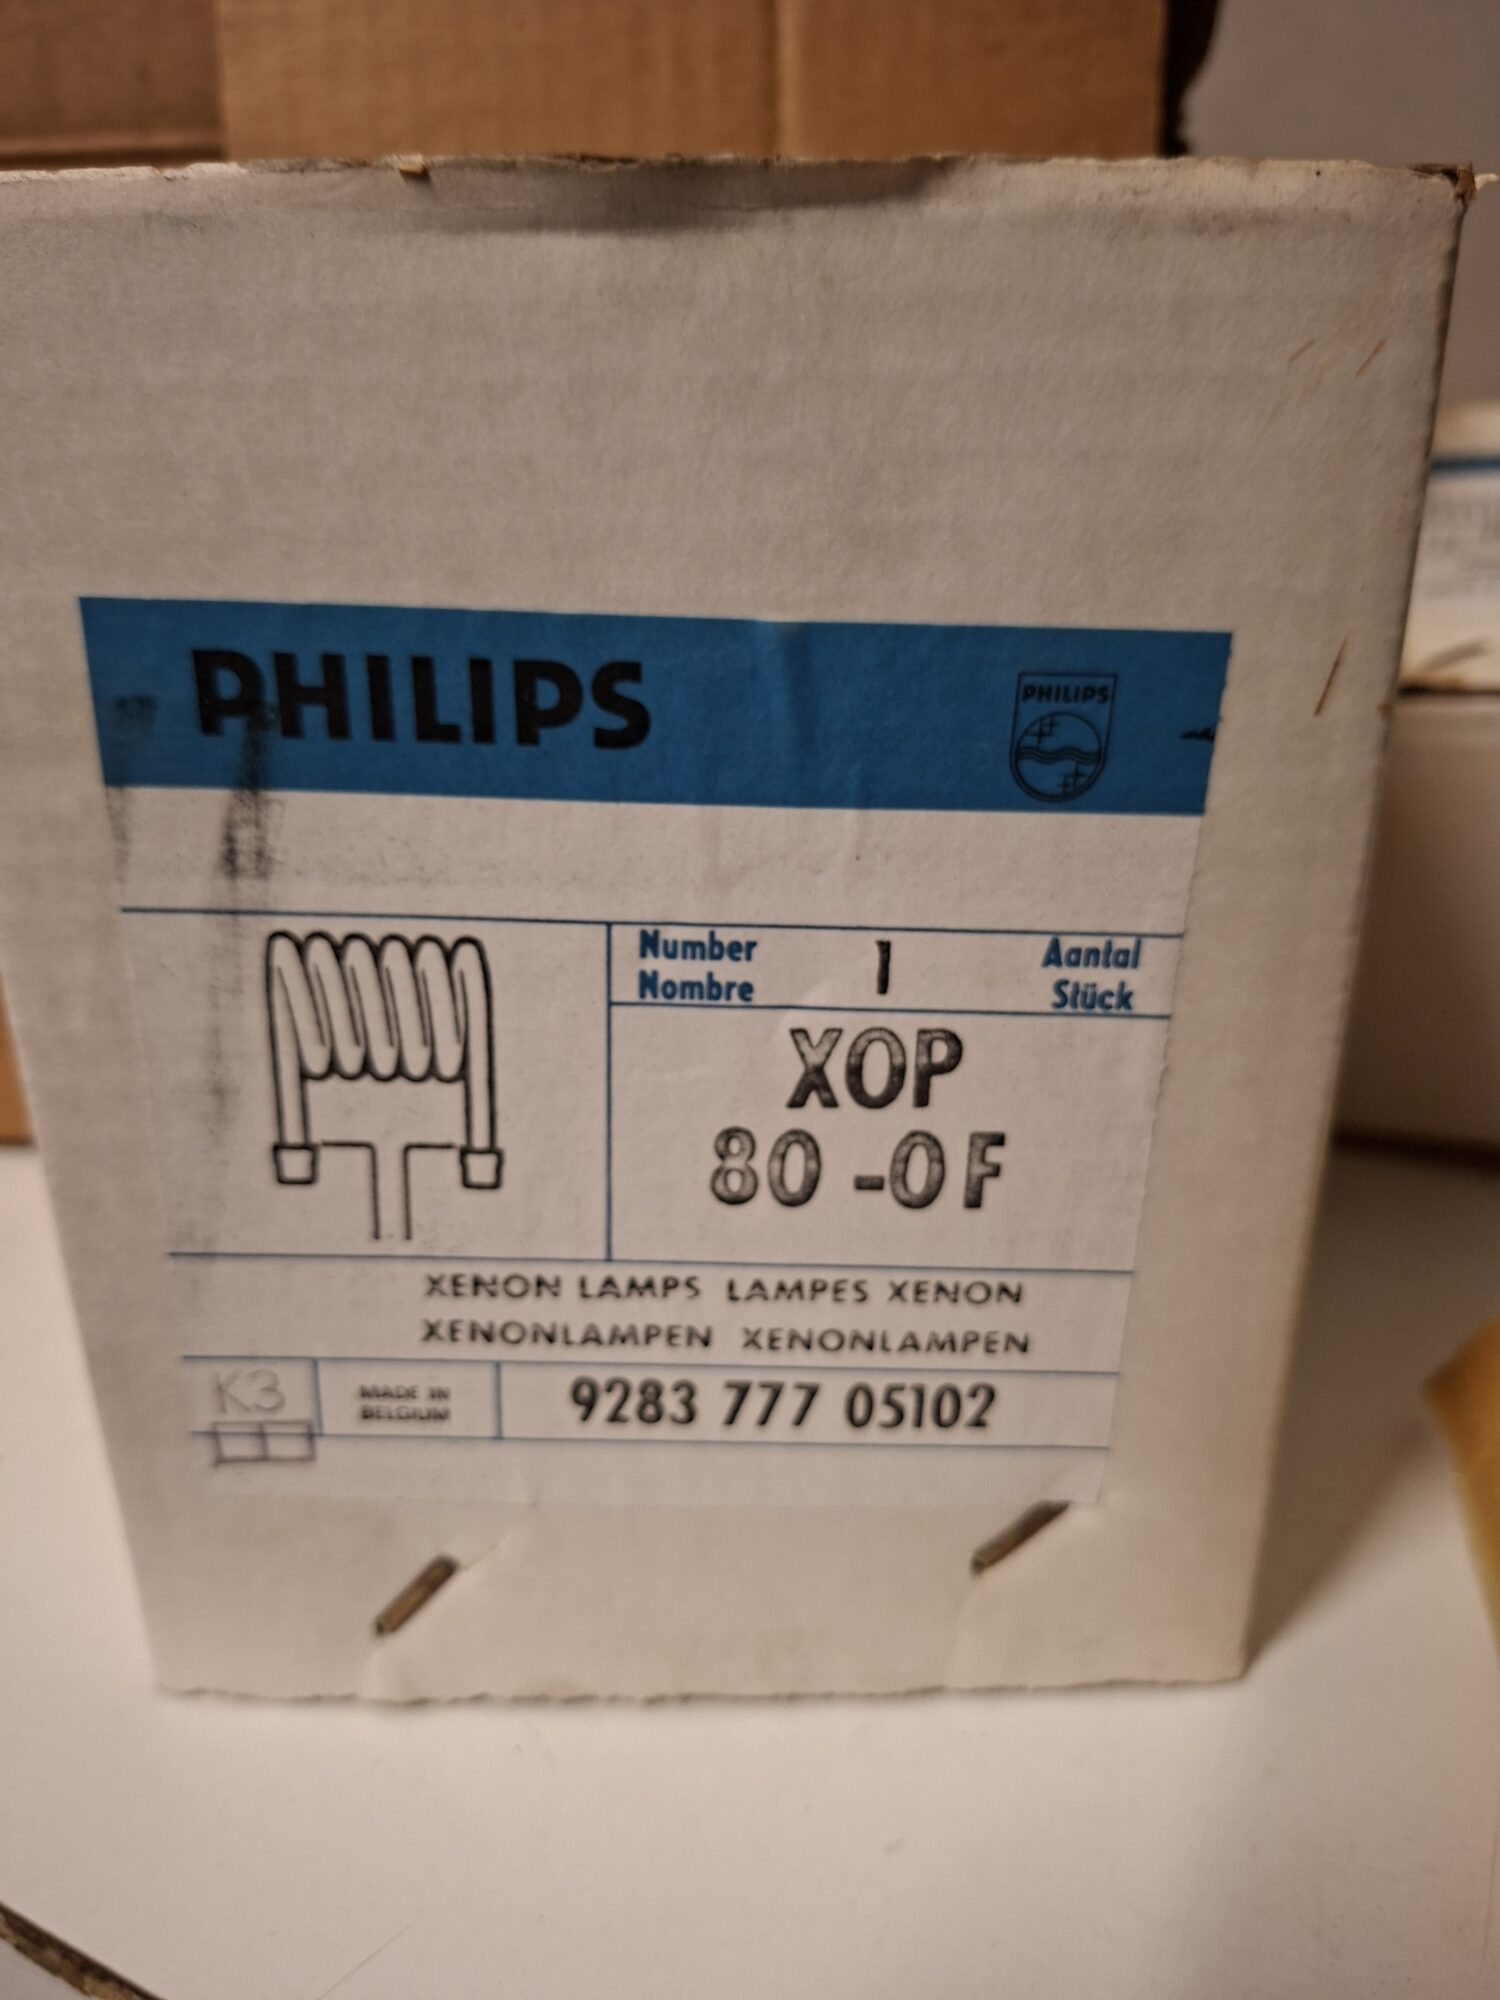 PHILIPS
PHILIPS
Number 1 Aantal
Nombre Stück
XOP
80-OF
XENON LAMPS LAMPES XENON
XENONLAMPEN XENONLAMPEN
K3
MADE IN
BELGIUM
9283 777 05102